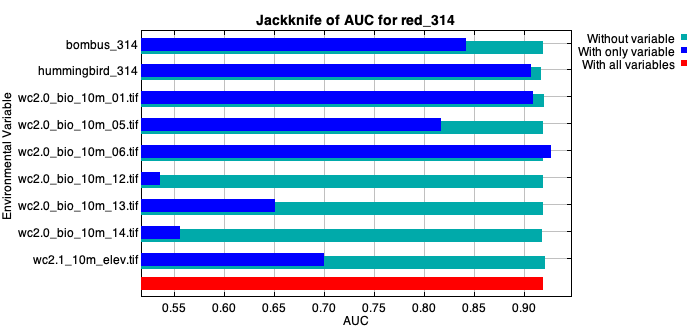 Jackknife of AUC for red_314
Without variable
With only variable
With all variables
Environmental Variable
bombus_314
hummingbird_314
wc2.0_bio_10m_01.tif
wc2.0_bio_10m_05.tif
wc2.0_bio_10m_06.tif
wc2.0_bio_10m_12.tif
wc2.0_bio_10m_13.tif
wc2.0_bio_10m_14.tif
wc2.1_10m_elev.tif
0.55 0.60 0.65 0.70 0.75 0.80 0.85 0.90
AUC